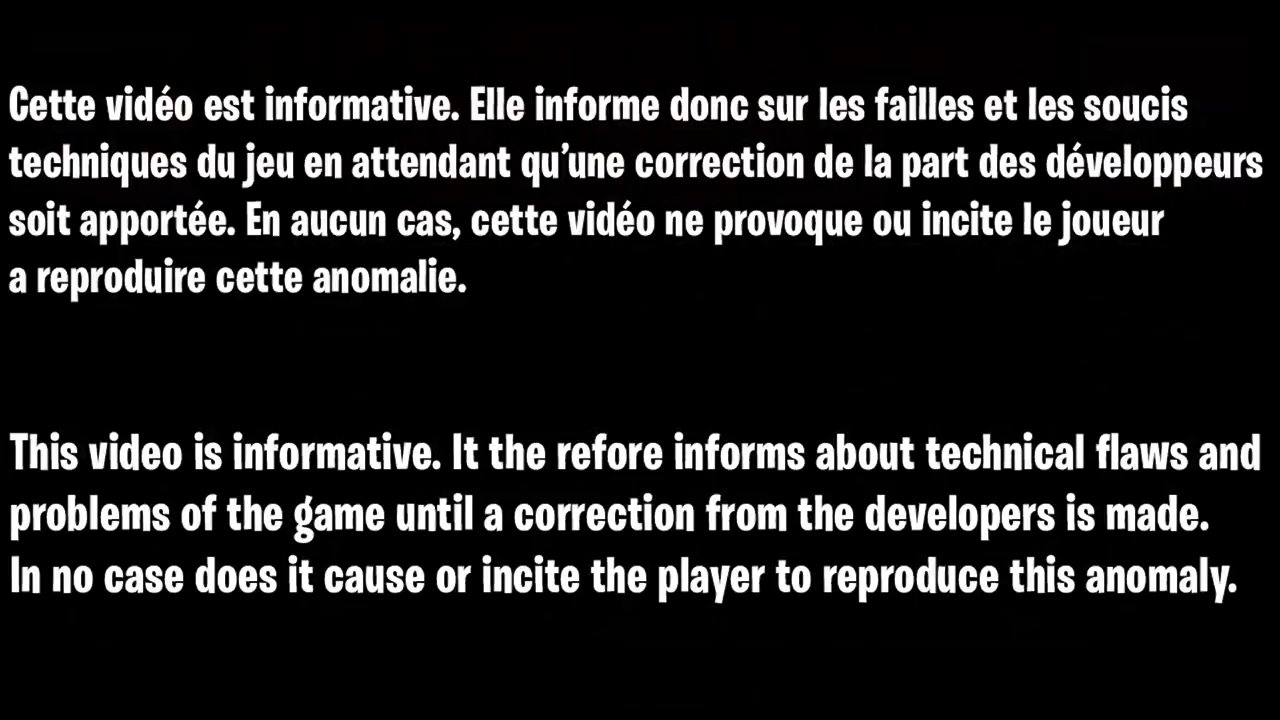 Cette vidéo est informative. Elle informe donc sur les failles et les soucis
techniques du jeu en attendant qu'une correction de la part des développeurs
soit apportée. En aucun cas, cette vidéo ne provoque ou incite le joueur
a reproduire cette anomalie.
This video is informative. It the refore informs about technical flaws and
problems of the game until a correction from the developers is made.
In no case does it cause or incite the player to reproduce this anomaly.